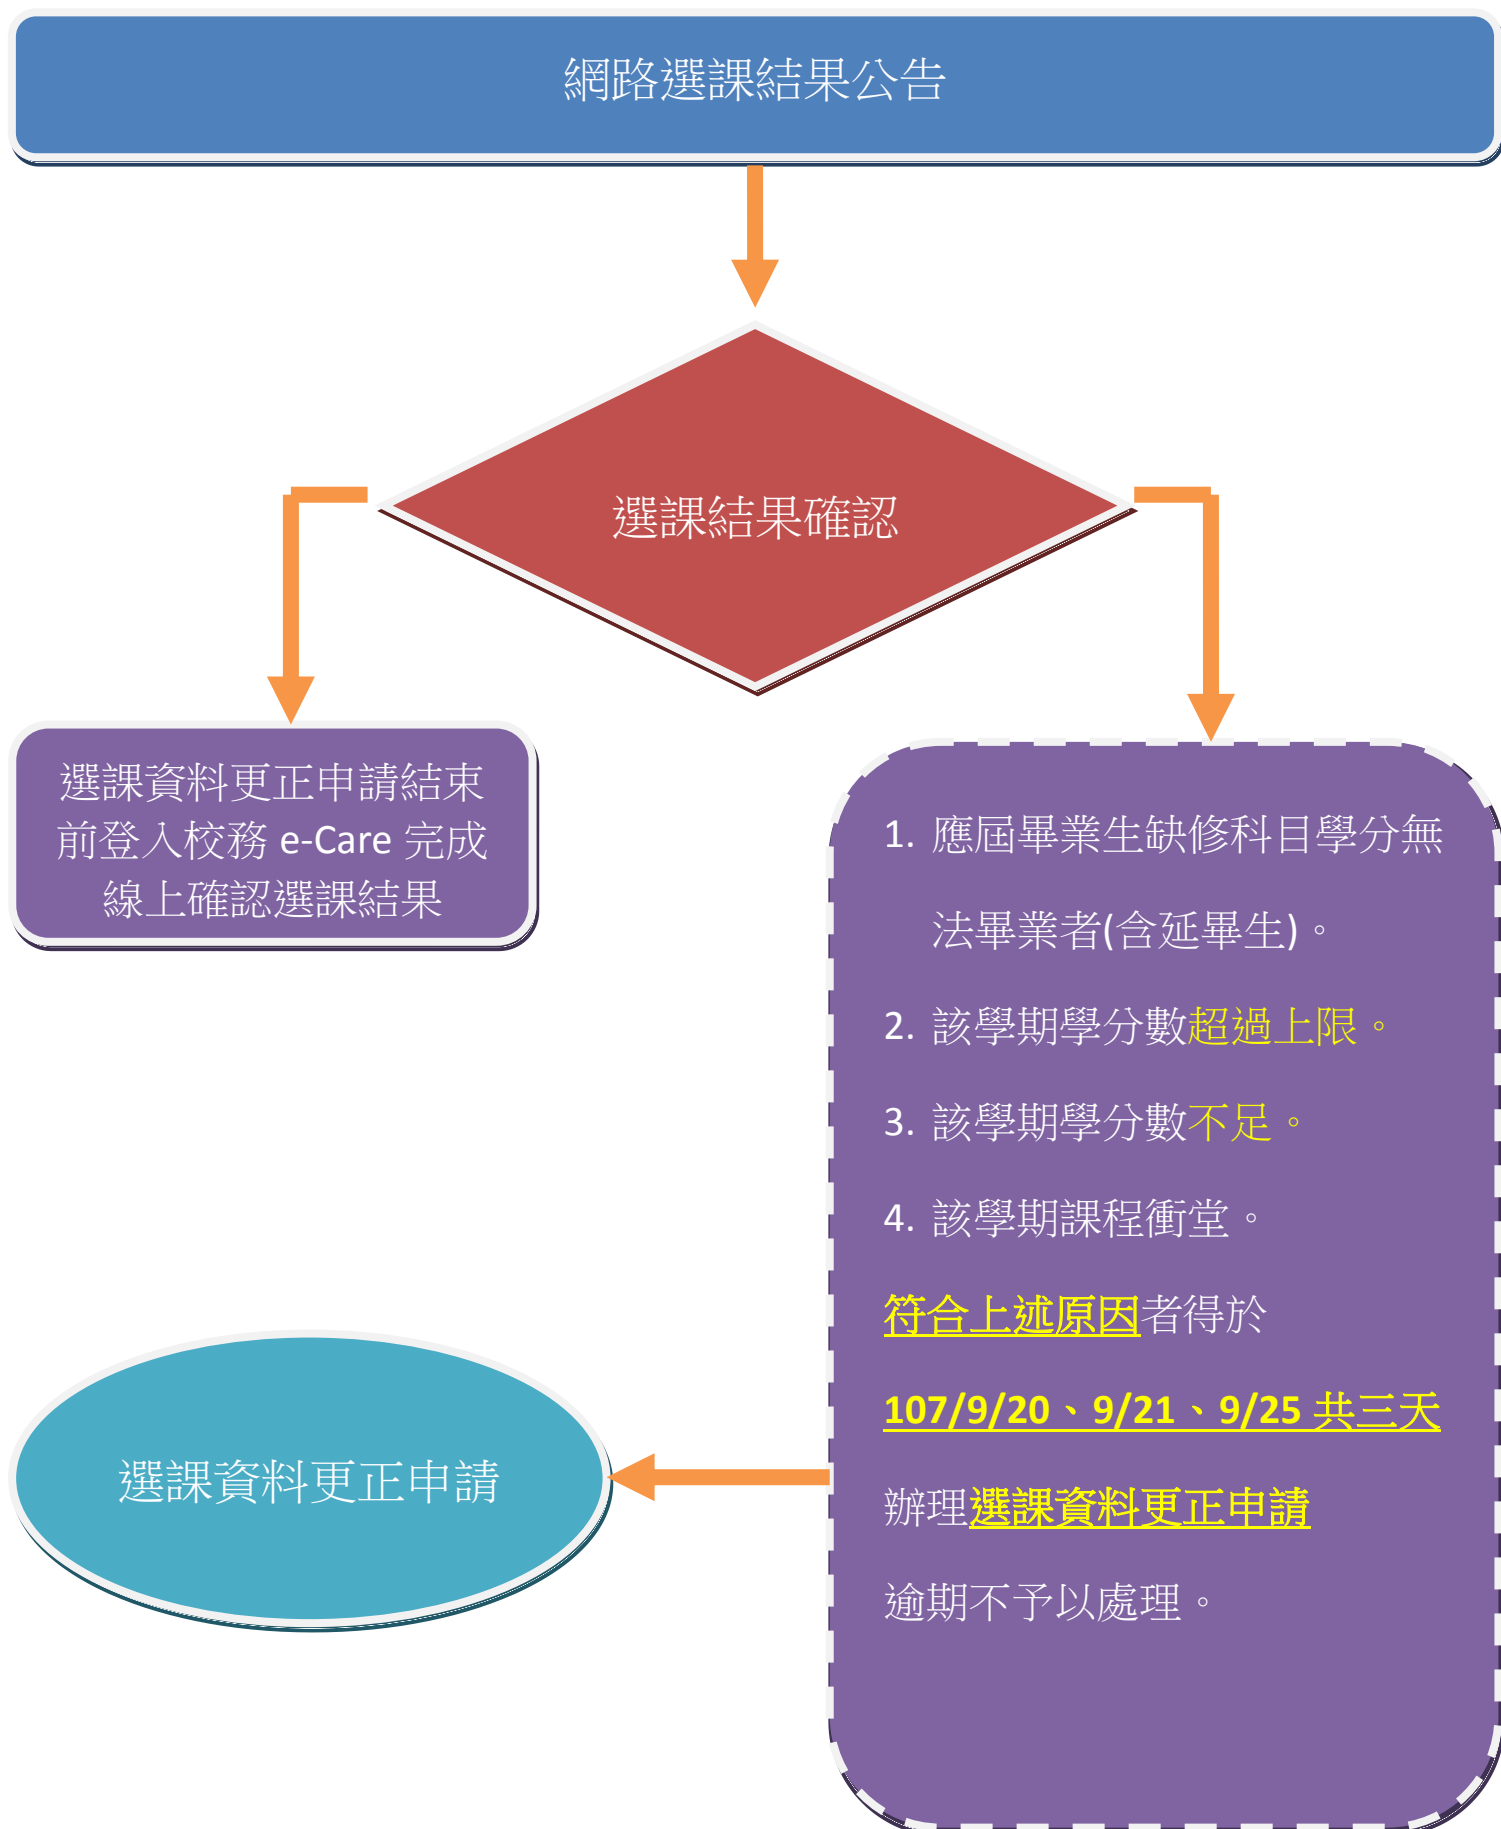 網路選課結果公告
選課結果確認
選課資料更正申請結束
前登入校務 e-Care 完成
線上確認選課結果
1. 應屆畢業生缺修科目學分無
法畢業者(含延畢生)。
2. 該學期學分數超過上限。
3. 該學期學分數不足。
4. 該學期課程衝堂。
符合上述原因者得於
107/9/20、9/21、9/25 共三天
辦理選課資料更正申請
逾期不予以處理。
選課資料更正申請